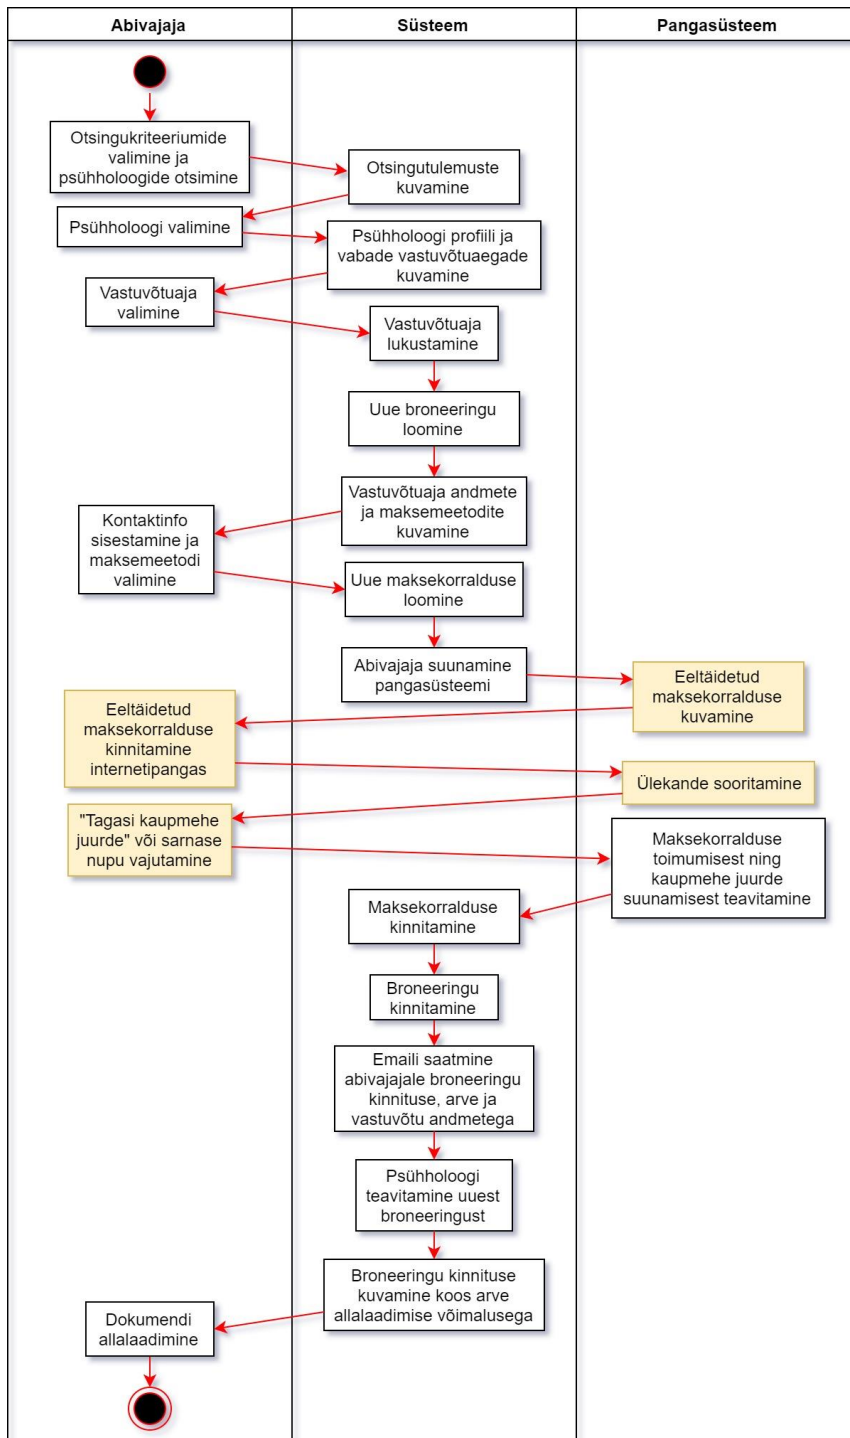 Abivajaja
Süsteem
Pangasüsteem
Otsingukriteeriumide
valimine ja
psühholoogide otsimine
Otsingutulemuste
kuvamine
Psühholoogi valimine
Psühholoogi profiili ja
vabade vastuvõtuaegade
kuvamine
Vastuvõtuaja
valimine
Vastuvõtuaja
lukustamine
Uue broneeringu
loomine
Vastuvõtuaja andmete
ja maksemeetodite
kuvamine
Kontaktinfo
sisestamine ja
maksemeetodi
valimine
Uue maksekorralduse
loomine
Abivajaja suunamine
pangasüsteemi
Eeltäidetud
maksekorralduse
kuvamine
Eeltäidetud
maksekorralduse
kinnitamine
internetipangas
Ülekande sooritamine
"Tagasi kaupmehe
juurde" või sarnase
nupu vajutamine
Maksekorralduse
toimumisest ning
kaupmehe juurde
suunamisest teavitamine
Maksekorralduse
kinnitamine
Broneeringu
kinnitamine
Emaili saatmine
abivajajale broneeringu
kinnituse, arve ja
vastuvõtu andmetega
Psühholoogi
teavitamine uuest
broneeringust
Broneeringu kinnituse
kuvamine koos arve
allalaadimise võimalusega
Dokumendi
allalaadimine